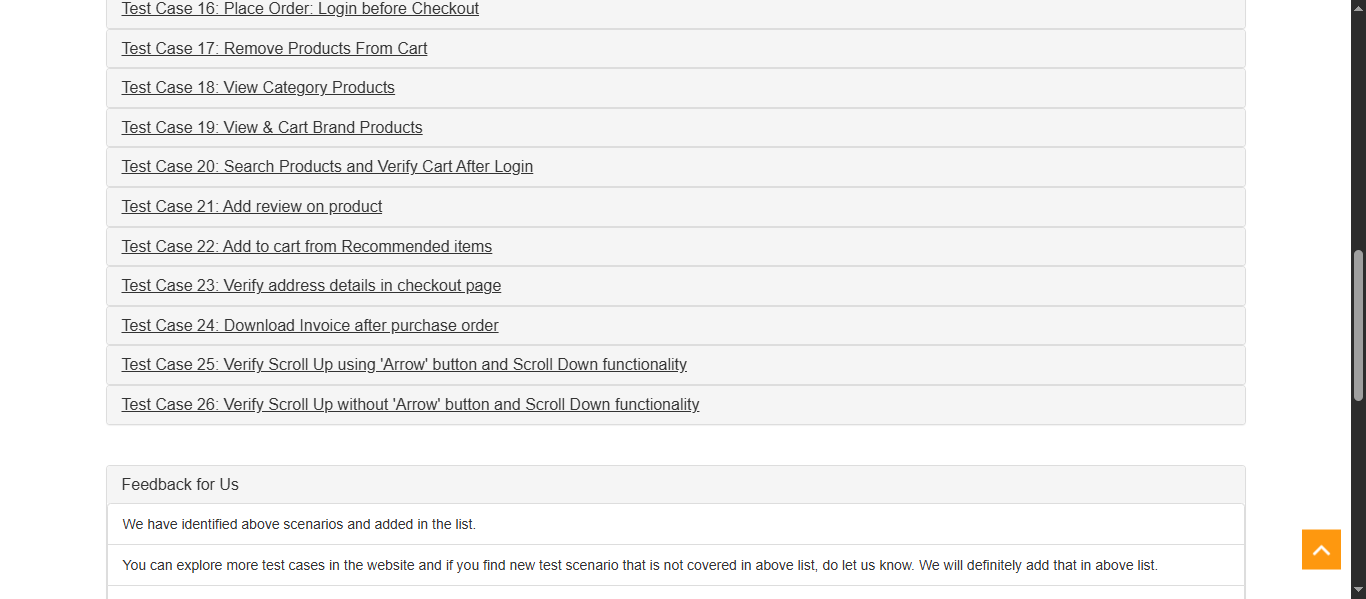 Test Case 16: Place Order: Login before Checkout
Test Case 17: Remove Products From Cart
Test Case 18: View Category Products
Test Case 19: View & Cart Brand Products
Test Case 20: Search Products and Verify Cart After Login
Test Case 21: Add review on product
Test Case 22: Add to cart from Recommended items
Test Case 23: Verify address details in checkout page
Test Case 24: Download Invoice after purchase order
Test Case 25: Verify Scroll Up using 'Arrow' button and Scroll Down functionality
Test Case 26: Verify Scroll Up without 'Arrow' button and Scroll Down functionality
Feedback for Us
We have identified above scenarios and added in the list.
You can explore more test cases in the website and if you find new test scenario that is not covered in above list, do let us know. We will definitely add that in above list.